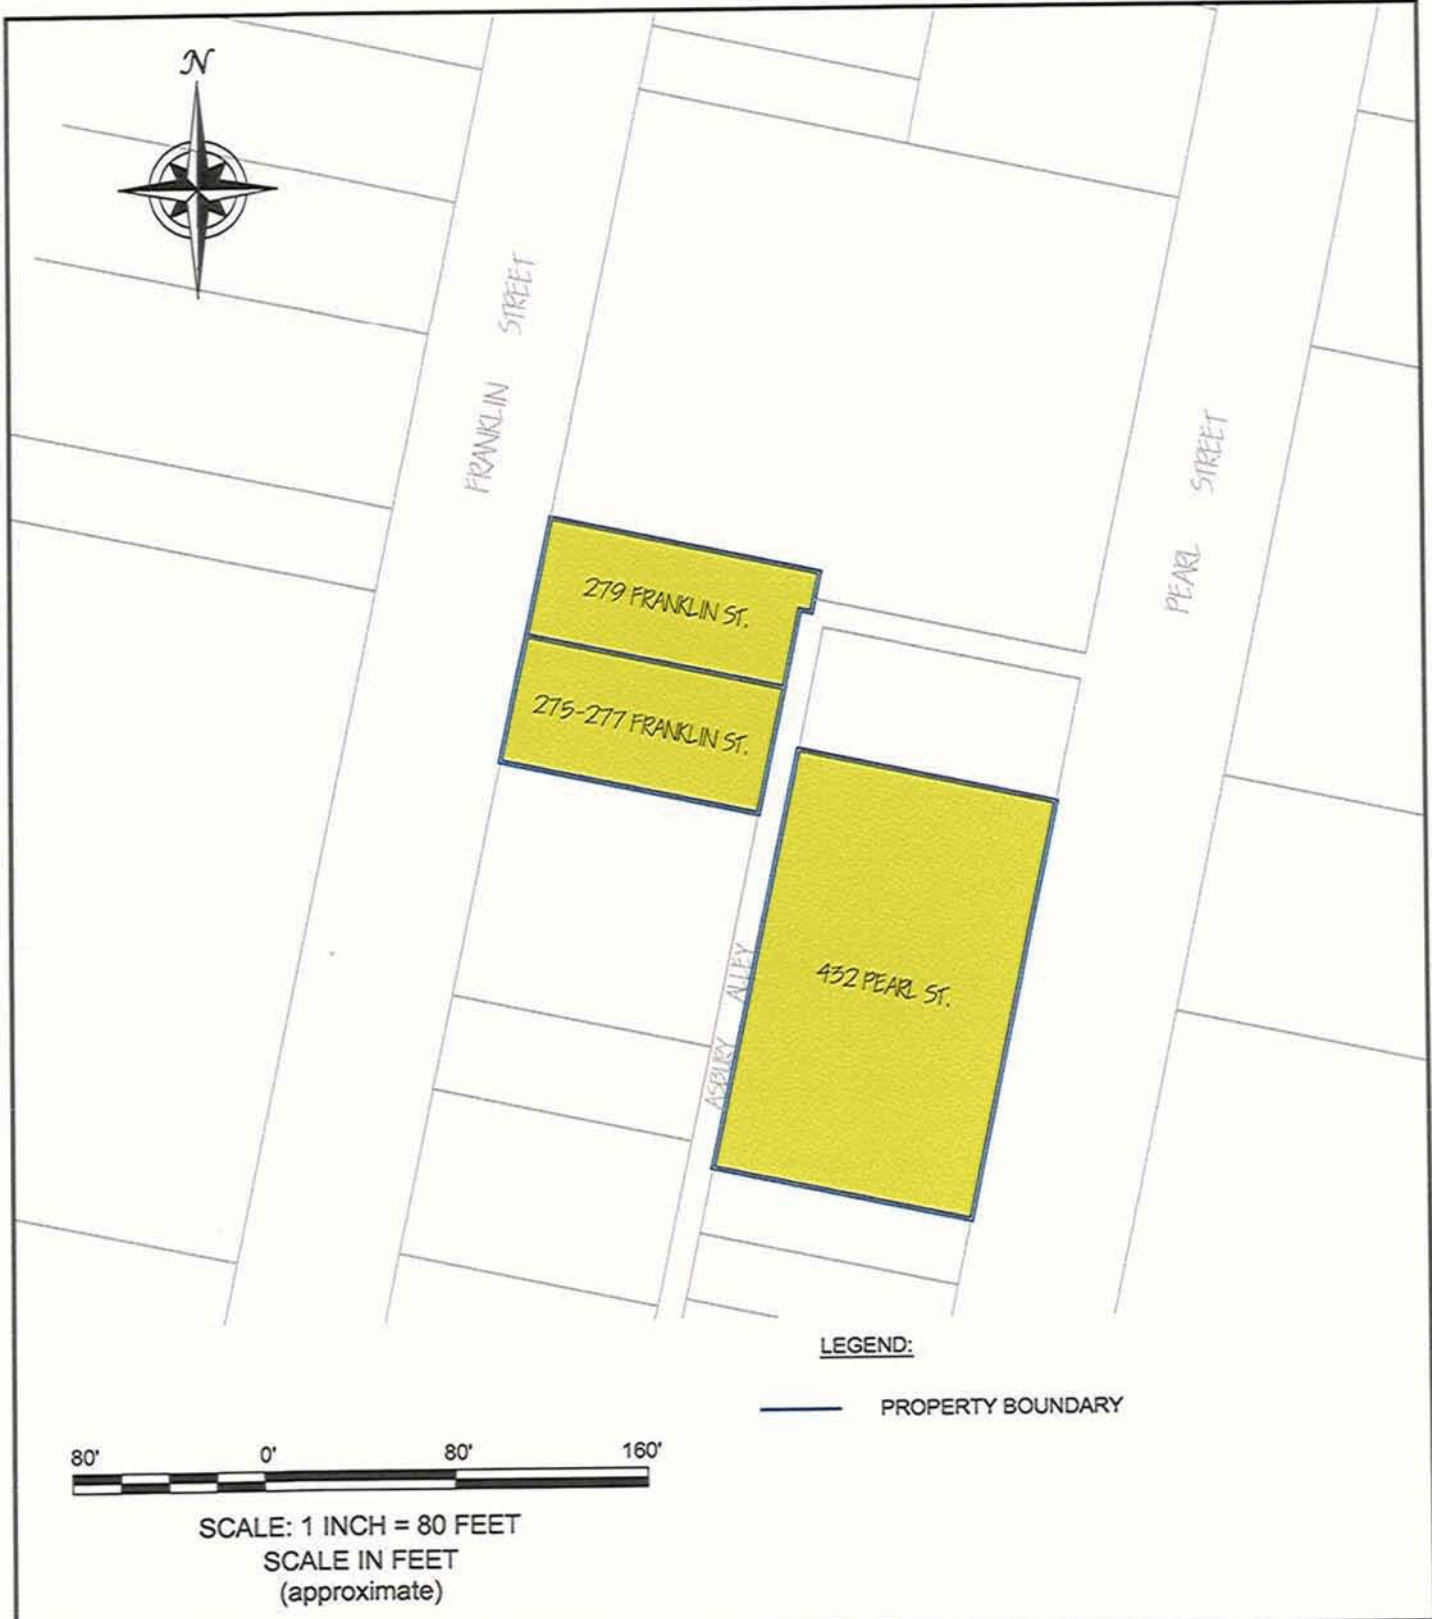 N
FRANKLIN STREET
PEARL STREET
279 FRANKLIN ST.
275-277 FRANKLIN ST.
432 PEARL ST.
ASBURY ALLEY
LEGEND:
PROPERTY BOUNDARY
80' 0' 80' 160'
SCALE: 1 INCH = 80 FEET
SCALE IN FEET
(approximate)